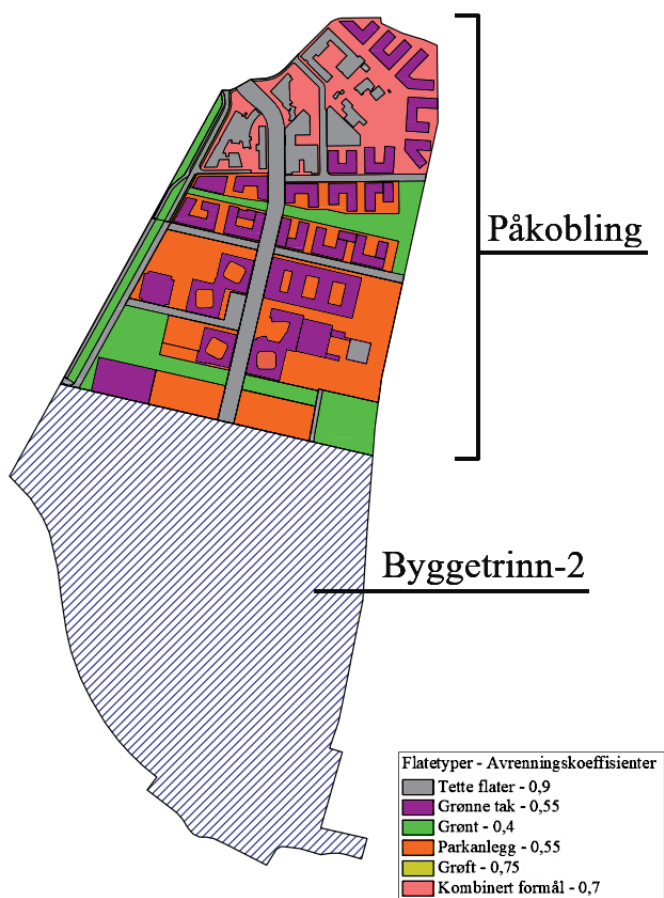 Påkobling
Byggetrinn-2
Flatetyper - Avrenningskoeffisienter
Tette flater - 0,9
Grønne tak - 0,55
Grønt - 0,4
Parkanlegg - 0,55
Grøft - 0,75
Kombinert formål - 0,7